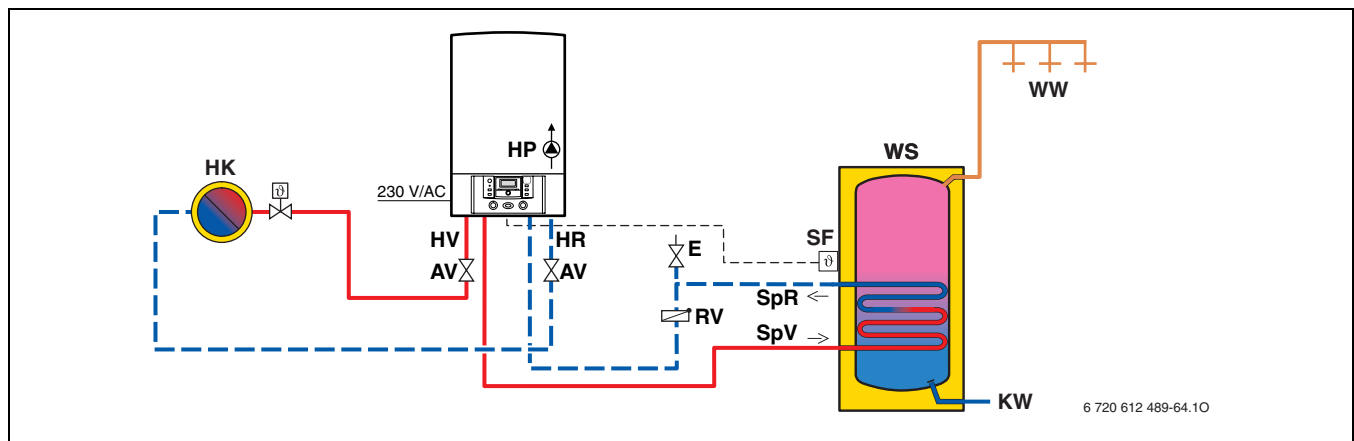 WW
HP
WS
HK
ϑ
230 V/AC
HV
HR
E
SF
ϑ
AV
AV
SpR
RV
SpV
KW
6 720 612 489-64.1O